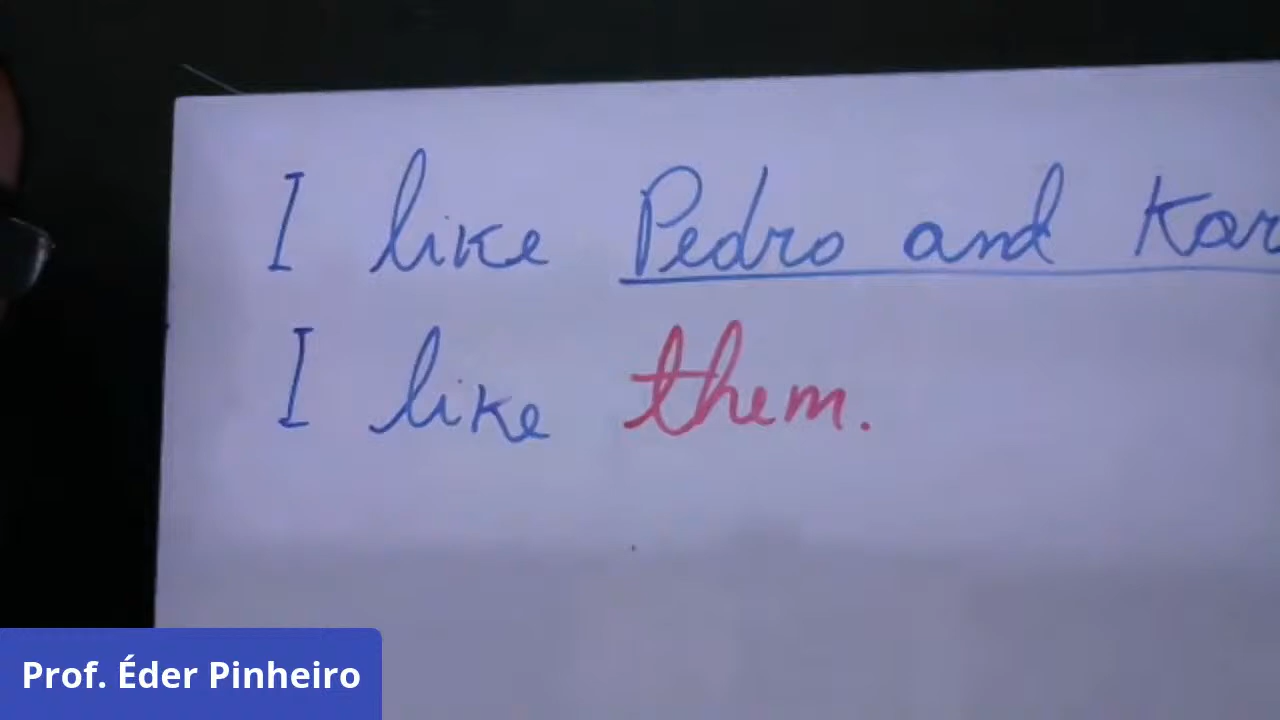 I like Pedro and
I like them.
Prof. Éder Pinheiro